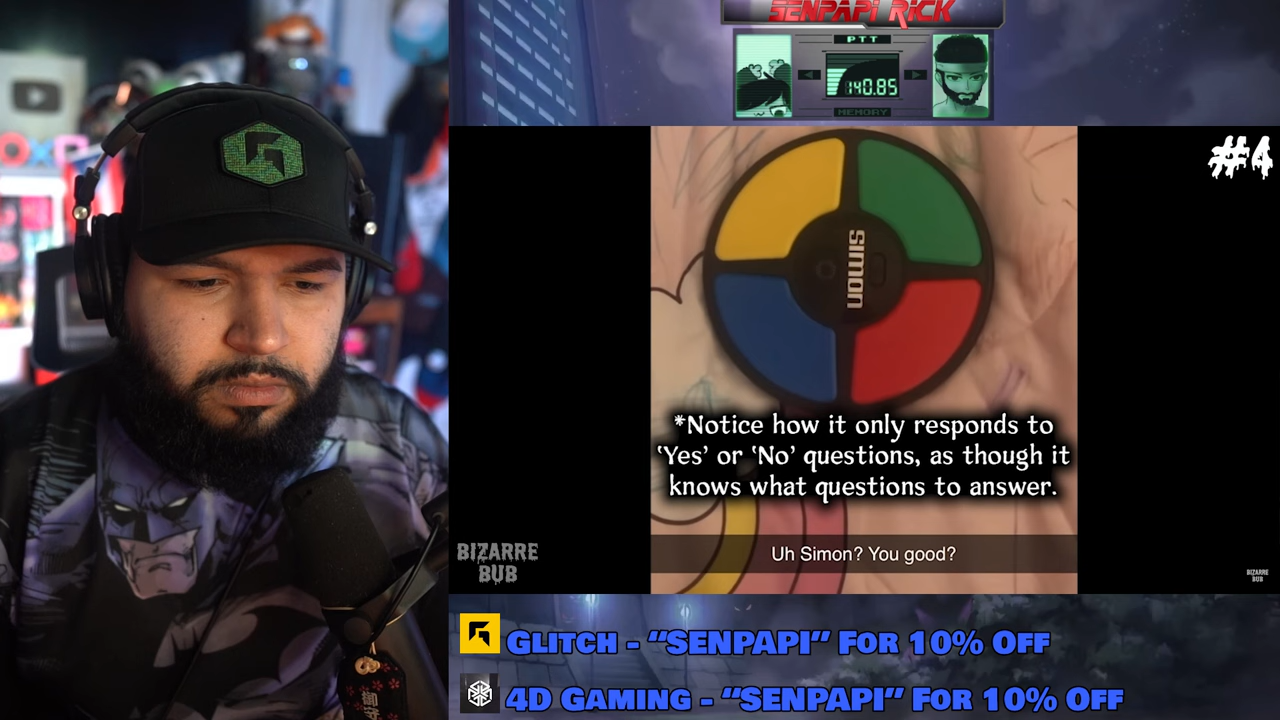 SENPAPI RICK
PTT
140.85
MEMORY
#4
simon
*Notice how it only responds to
‘Yes’ or ‘No’ questions, as though it
knows what questions to answer.
Uh Simon? You good?
BIZARRE
BUB
BIZARRE
BUB
GLITCH - “SENPAPI” FOR 10% OFF
4D GAMING - “SENPAPI” FOR 10% OFF